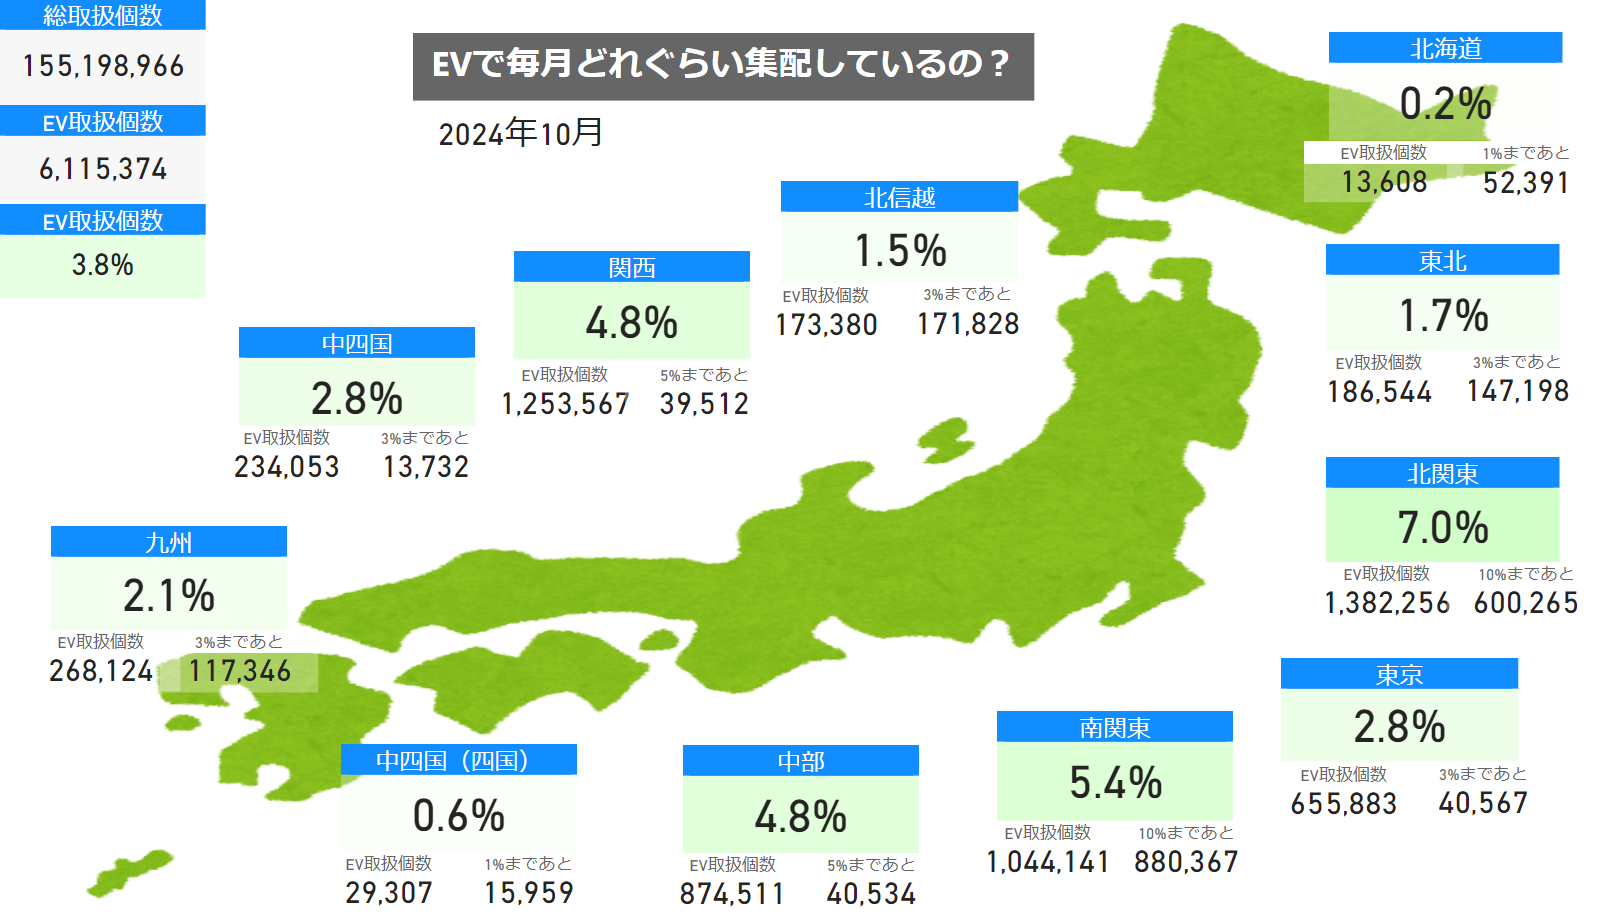 総取扱個数
155,198,966
EV取扱個数
6,115,374
EV取扱個数
3.8%
EVで毎月どれぐらい集配しているの？
2024年10月
北海道
0.2%
EV取扱個数 1%まであと
13,608 52,391
北信越
1.5%
EV取扱個数 3%まであと
173,380 171,828
東北
1.7%
EV取扱個数 3%まであと
186,544 147,198
関西
4.8%
EV取扱個数 5%まであと
1,253,567 39,512
中四国
2.8%
EV取扱個数 3%まであと
234,053 13,732
北関東
7.0%
EV取扱個数 10%まであと
1,382,256 600,265
九州
2.1%
EV取扱個数 3%まであと
268,124 117,346
東京
2.8%
EV取扱個数 3%まであと
655,883 40,567
南関東
5.4%
EV取扱個数 10%まであと
1,044,141 880,367
中四国（四国）
0.6%
EV取扱個数 1%まであと
29,307 15,959
中部
4.8%
EV取扱個数 5%まであと
874,511 40,534